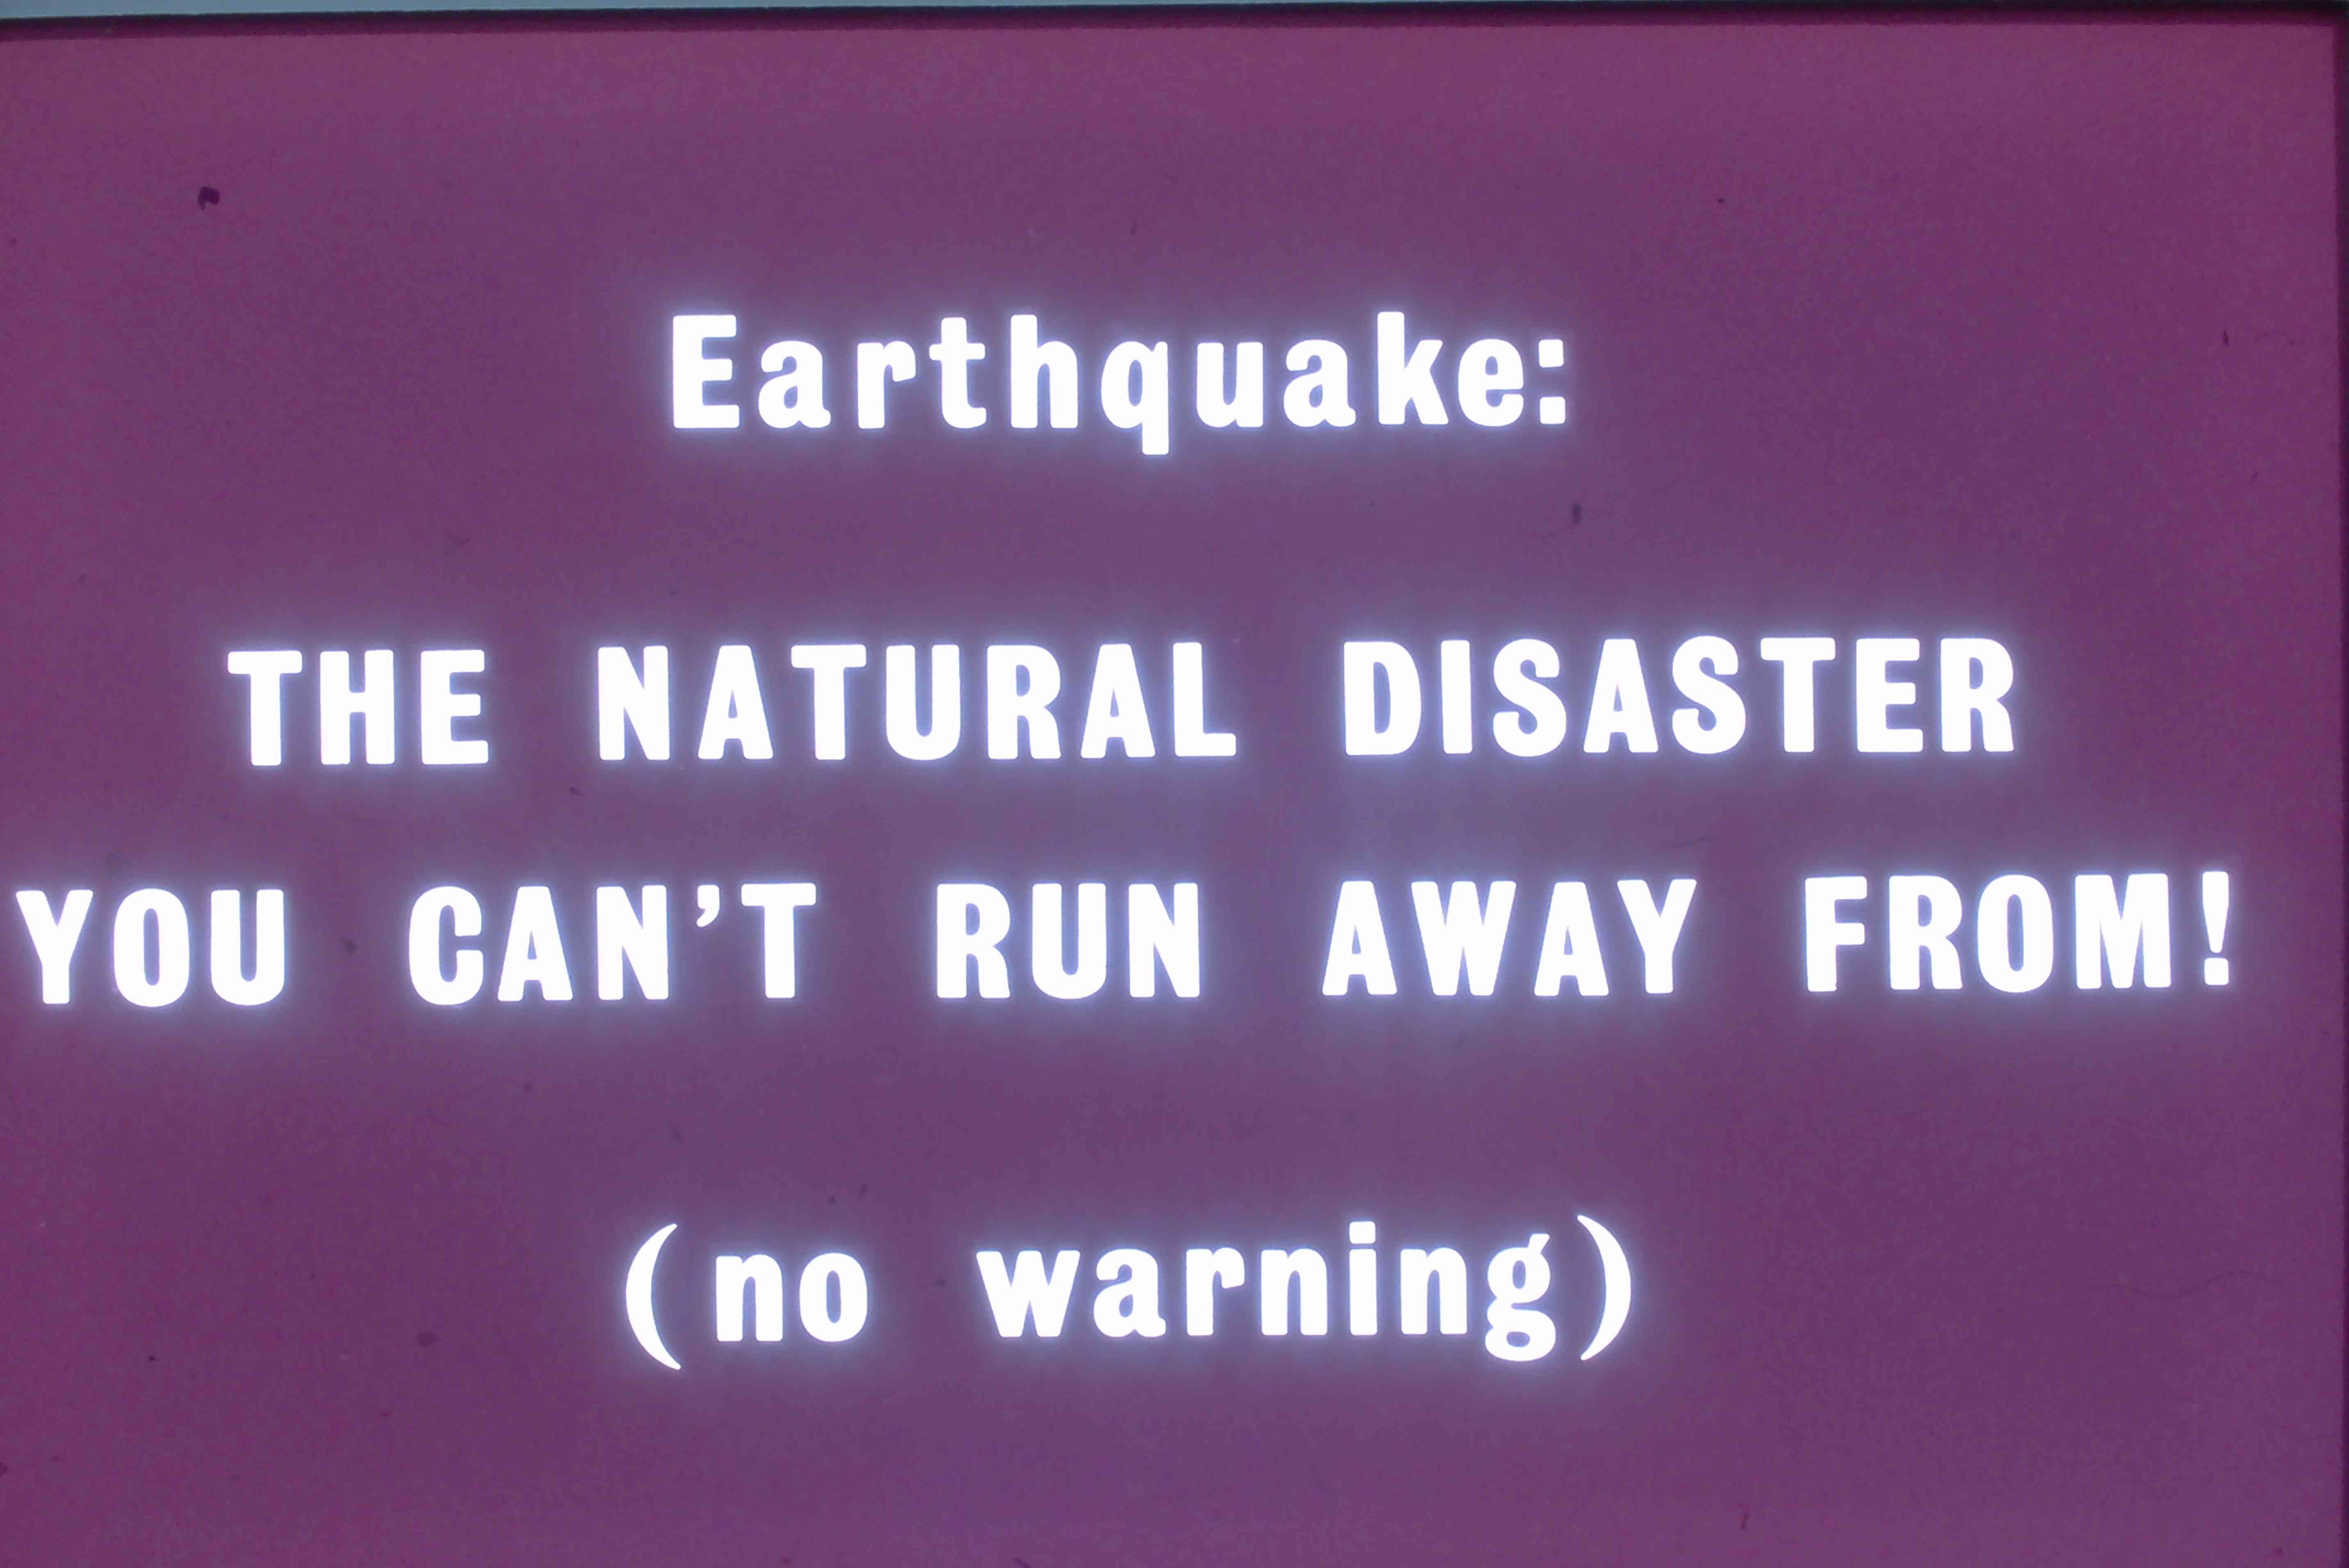 Earthquake:
THE NATURAL DISASTER
YOU CAN'T RUN AWAY FROM!
(no warning)